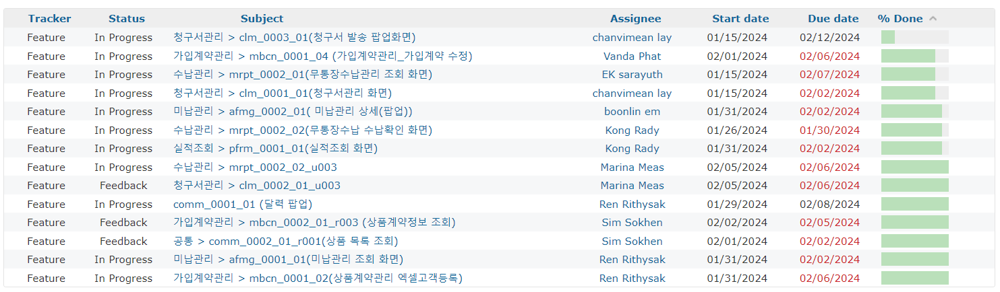 Tracker Status Subject Assignee Start date Due date % Done
Feature In Progress 청구서관리 > clm_0003_01(청구서 발송 팝업화면) chanvimean lay 01/15/2024 02/12/2024
Feature In Progress 가입계약관리 > mbcn_0001_04 (가입계약관리_가입계약 수정) Vanda Phat 02/01/2024 02/06/2024
Feature In Progress 수납관리 > mrpt_0002_01(무통장수납관리 조회 화면) EK sarayuth 01/15/2024 02/07/2024
Feature In Progress 청구서관리 > clm_0001_01(청구서관리 화면) chanvimean lay 01/15/2024 02/02/2024
Feature In Progress 미납관리 > afmg_0002_01( 미납관리 상세(팝업)) boonlin em 01/31/2024 02/02/2024
Feature In Progress 수납관리 > mrpt_0002_02(무통장수납 수납확인 화면) Kong Rady 01/26/2024 01/30/2024
Feature In Progress 실적조회 > pfrm_0001_01(실적조회 화면) Kong Rady 01/31/2024 02/02/2024
Feature In Progress 수납관리 > mrpt_0002_02_u003 Marina Meas 02/05/2024 02/06/2024
Feature Feedback 청구서관리 > clm_0002_01_u003 Marina Meas 02/05/2024 02/06/2024
Feature In Progress comm_0001_01 (달력 팝업) Ren Rithysak 01/29/2024 02/08/2024
Feature Feedback 가입계약관리 > mbcn_0002_01_r003 (상품계약정보 조회) Sim Sokhen 02/02/2024 02/05/2024
Feature Feedback 공통 > comm_0002_01_r001(상품 목록 조회) Sim Sokhen 02/01/2024 02/02/2024
Feature In Progress 미납관리 > afmg_0001_01(미납관리 조회 화면) Ren Rithysak 01/31/2024 02/02/2024
Feature In Progress 가입계약관리 > mbcn_0001_02(상품계약관리 엑셀고객등록) Ren Rithysak 01/31/2024 02/06/2024